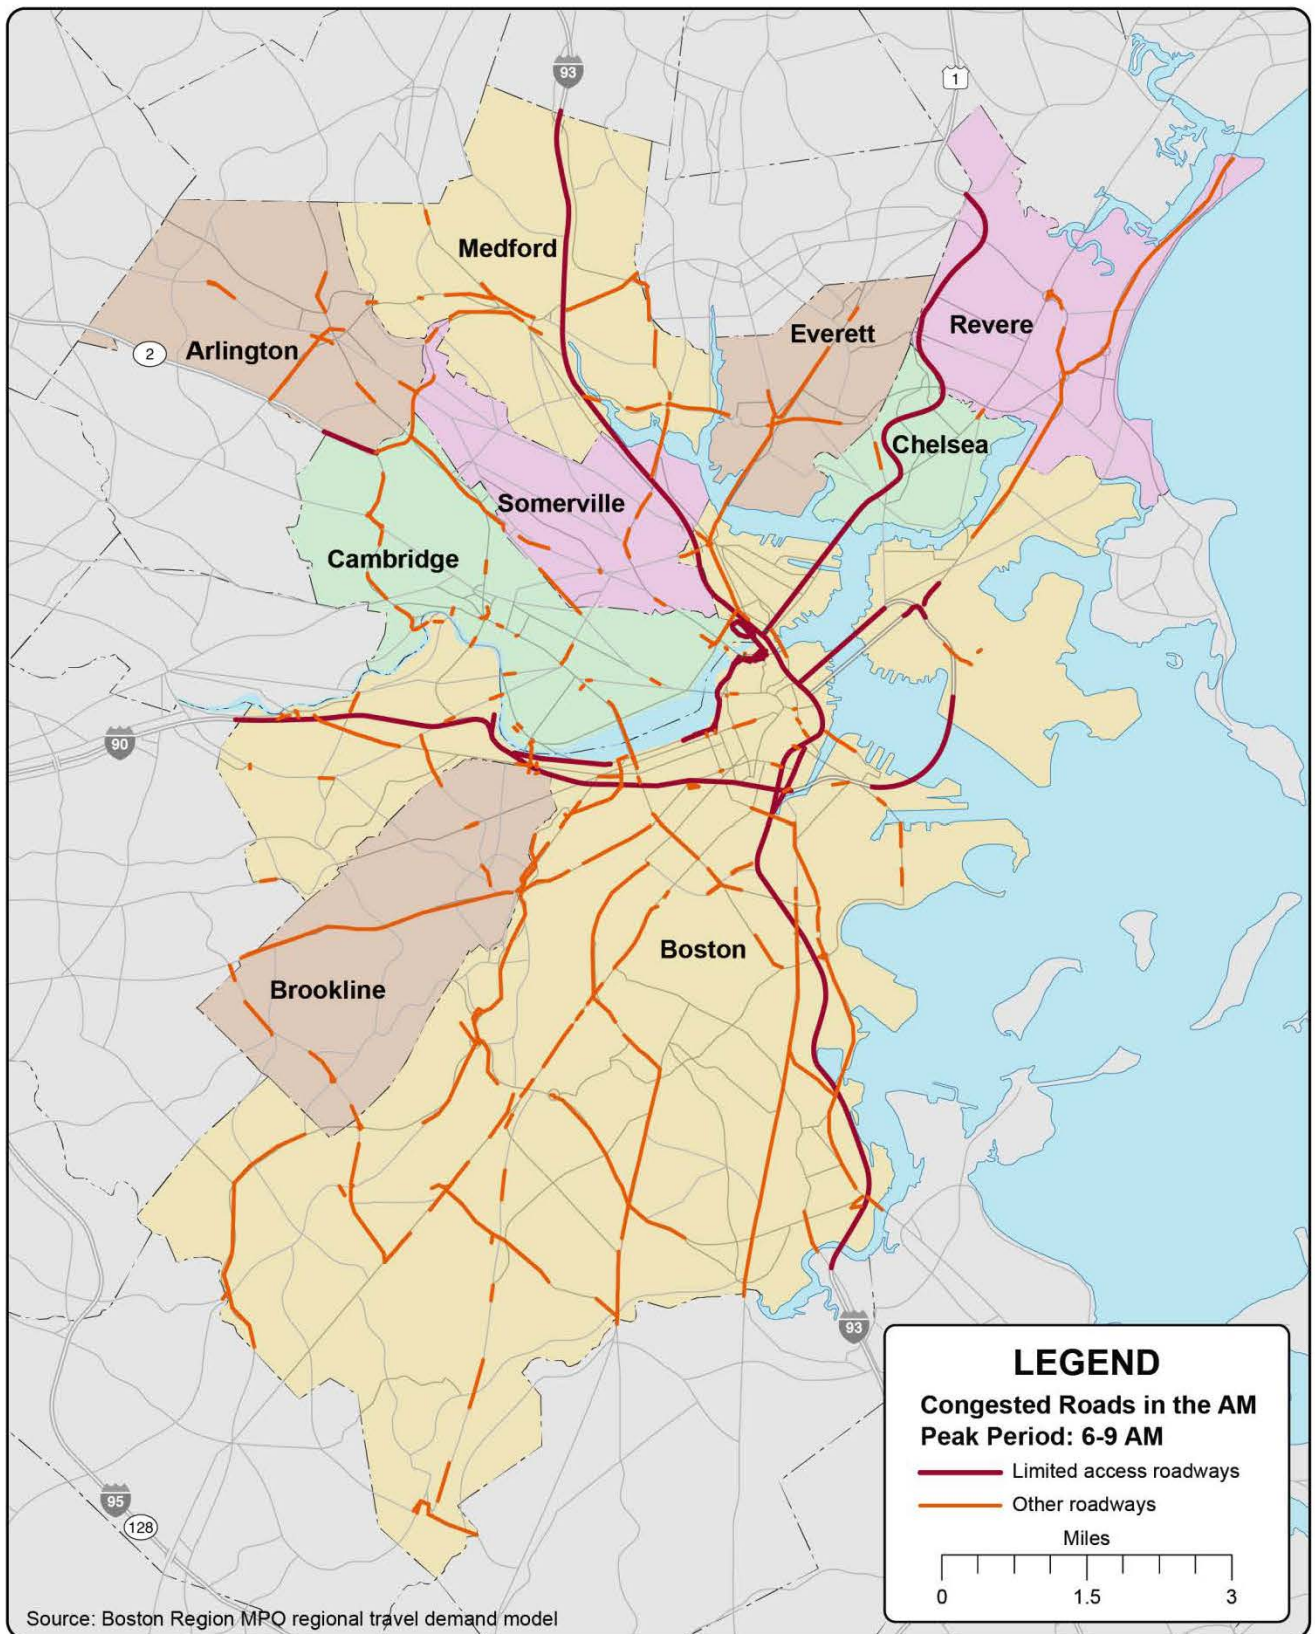 93
1
Medford
Everett
Revere
2
Arlington
Chelsea
Somerville
Cambridge
90
Boston
Brookline
93
95
128
LEGEND
Congested Roads in the AM
Peak Period: 6-9 AM
Limited access roadways
Other roadways
Miles
0 1.5 3
Source: Boston Region MPO regional travel demand model